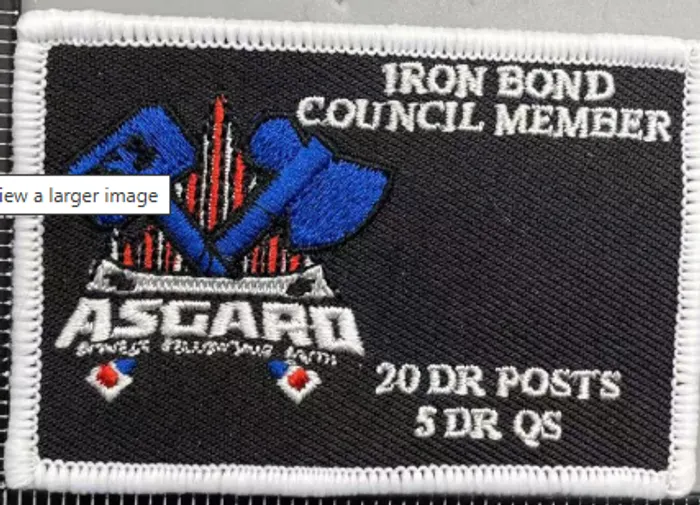 IRON BOND
COUNCIL MEMBER
iew a larger image
ASGARD
20 DR POSTS
5 DR QS